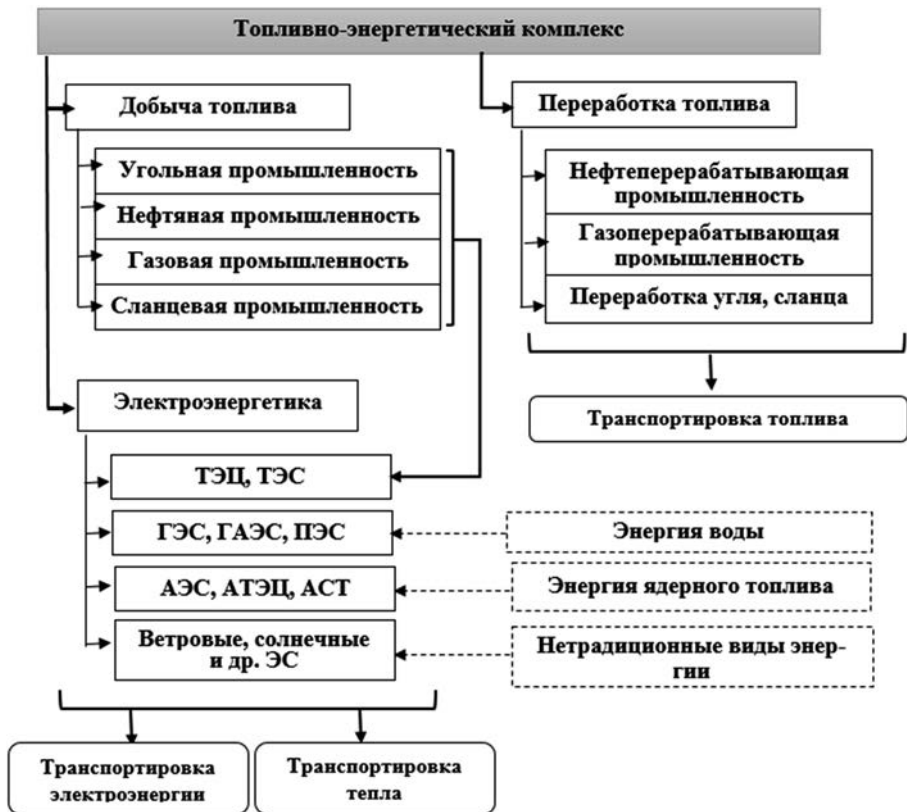 Топливно-энергетический комплекс
Добыча топлива
Угольная промышленность
Нефтяная промышленность
Газовая промышленность
Сланцевая промышленность
Переработка топлива
Нефтеперерабатывающая
промышленность
Газоперерабатывающая
промышленность
Переработка угля, сланца
Транспортировка топлива
Электроэнергетика
ТЭЦ, ТЭС
ГЭС, ГАЭС, ПЭС
Энергия воды
АЭС, АТЭЦ, АСТ
Энергия ядерного топлива
Ветровые, солнечные
и др. ЭС
Нетрадиционные виды энер-
гии
Транспортировка
электроэнергии
Транспортировка
тепла